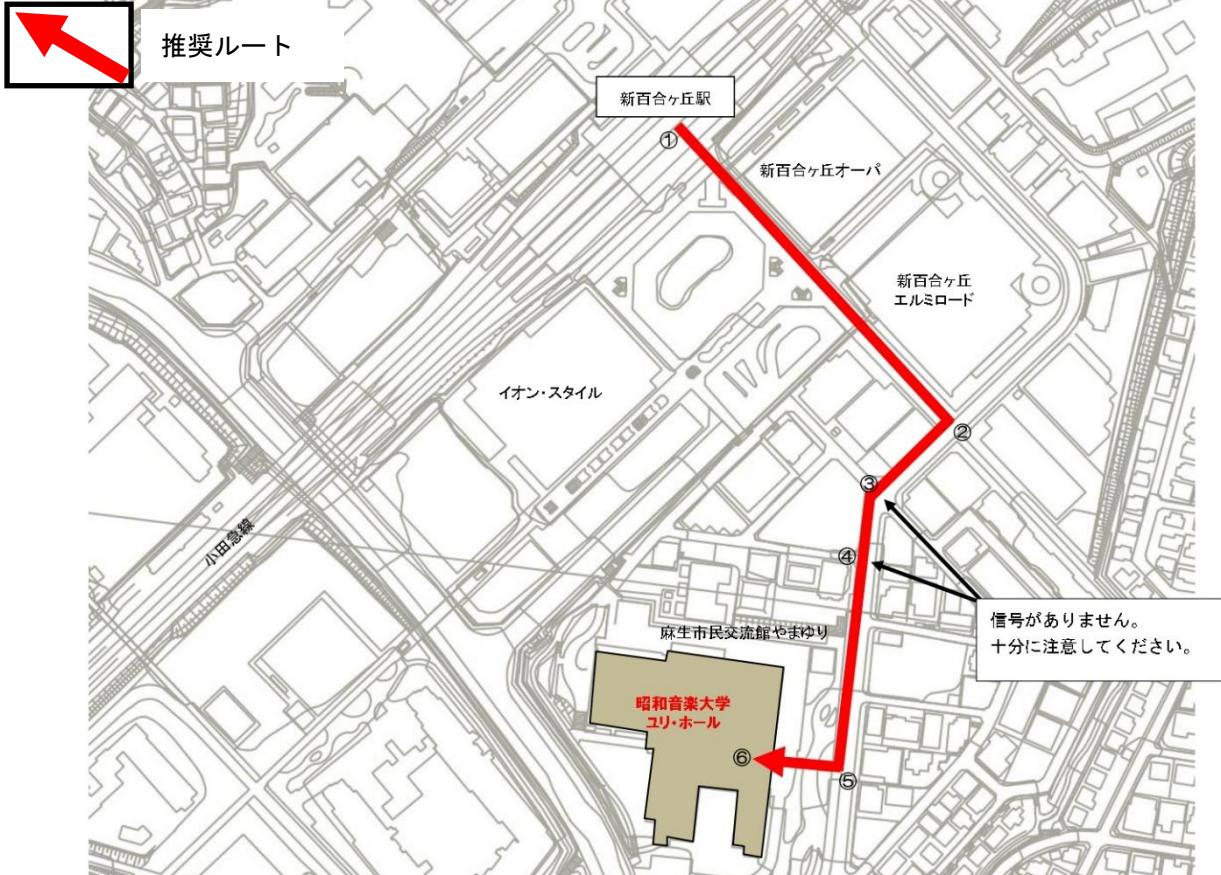 推奨ルート
新百合ヶ丘駅
①
新百合ヶ丘オーパ
新百合ヶ丘
エルミロード
イオン・スタイル
②
③
小田急線
④
信号がありません。
十分に注意してください。
麻生市民交流館やまゆり
昭和音楽大学
ユリ・ホール
⑥
⑤